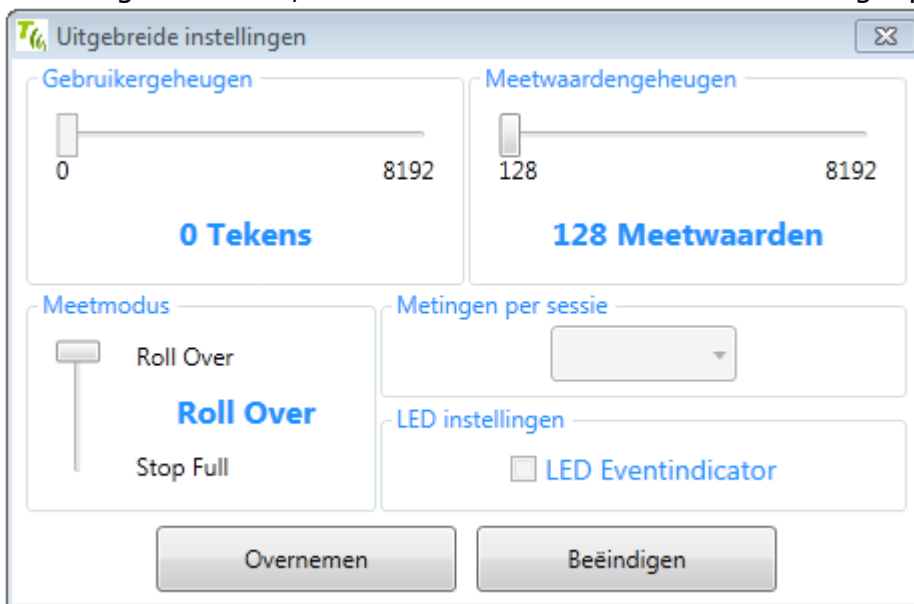 Uitgebreide instellingen
Gebruikergeheugen
0 8192
0 Tekens
Meetwaardengeheugen
128 8192
128 Meetwaarden
Meetmodus
Roll Over
Roll Over
Stop Full
Metingen per sessie
LED instellingen
LED Eventindicator
Overnemen Beëindigen